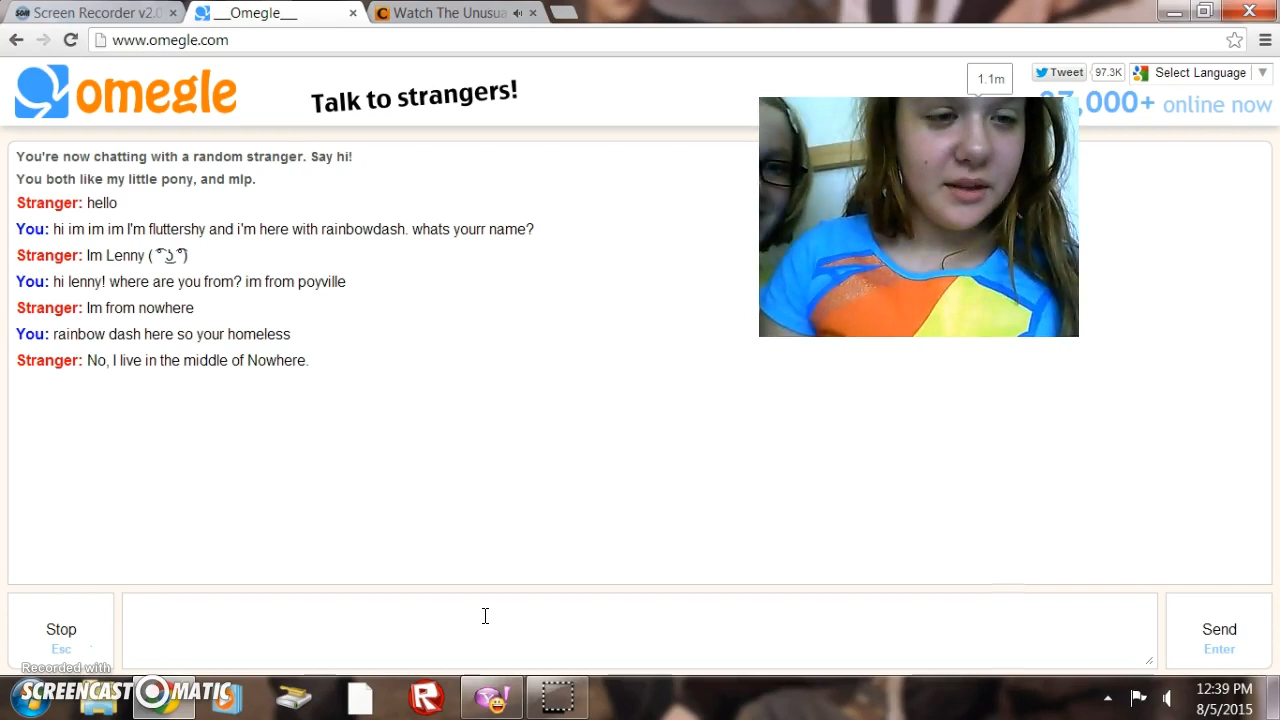 Screen Recorder v2.0
__Omegle__
Watch The Unusua
www.omegle.com
omegle
Talk to strangers!
1.1m
Tweet
97.3K
Select Language
,000+ online now
You're now chatting with a random stranger. Say hi!
You both like my little pony, and mlp.
Stranger: hello
You: hi im im im I'm fluttershy and i'm here with rainbowdash. whats yourr name?
Stranger: Im Lenny ( ͡° ͜ʖ ͡°)
You: hi lenny! where are you from? im from poyville
Stranger: Im from nowhere
You: rainbow dash here so your homeless
Stranger: No, I live in the middle of Nowhere.
Stop
Esc
Send
Enter
Recorded with
SCREENCAST MATIC
12:39 PM
8/5/2015